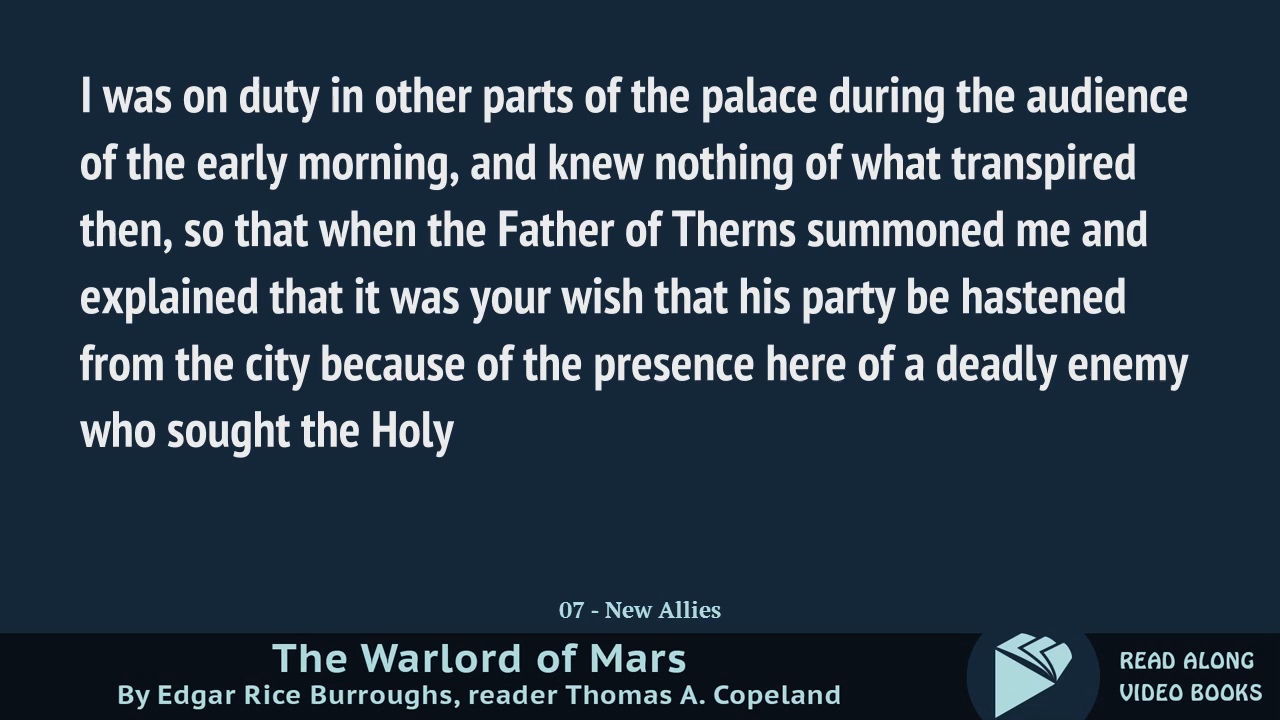 I was on duty in other parts of the palace during the audience
of the early morning, and knew nothing of what transpired
then, so that when the Father of Therns summoned me and
explained that it was your wish that his party be hastened
from the city because of the presence here of a deadly enemy
who sought the Holy
07 - New Allies
The Warlord of Mars
By Edgar Rice Burroughs, reader Thomas A. Copeland
READ ALONG
VIDEO BOOKS